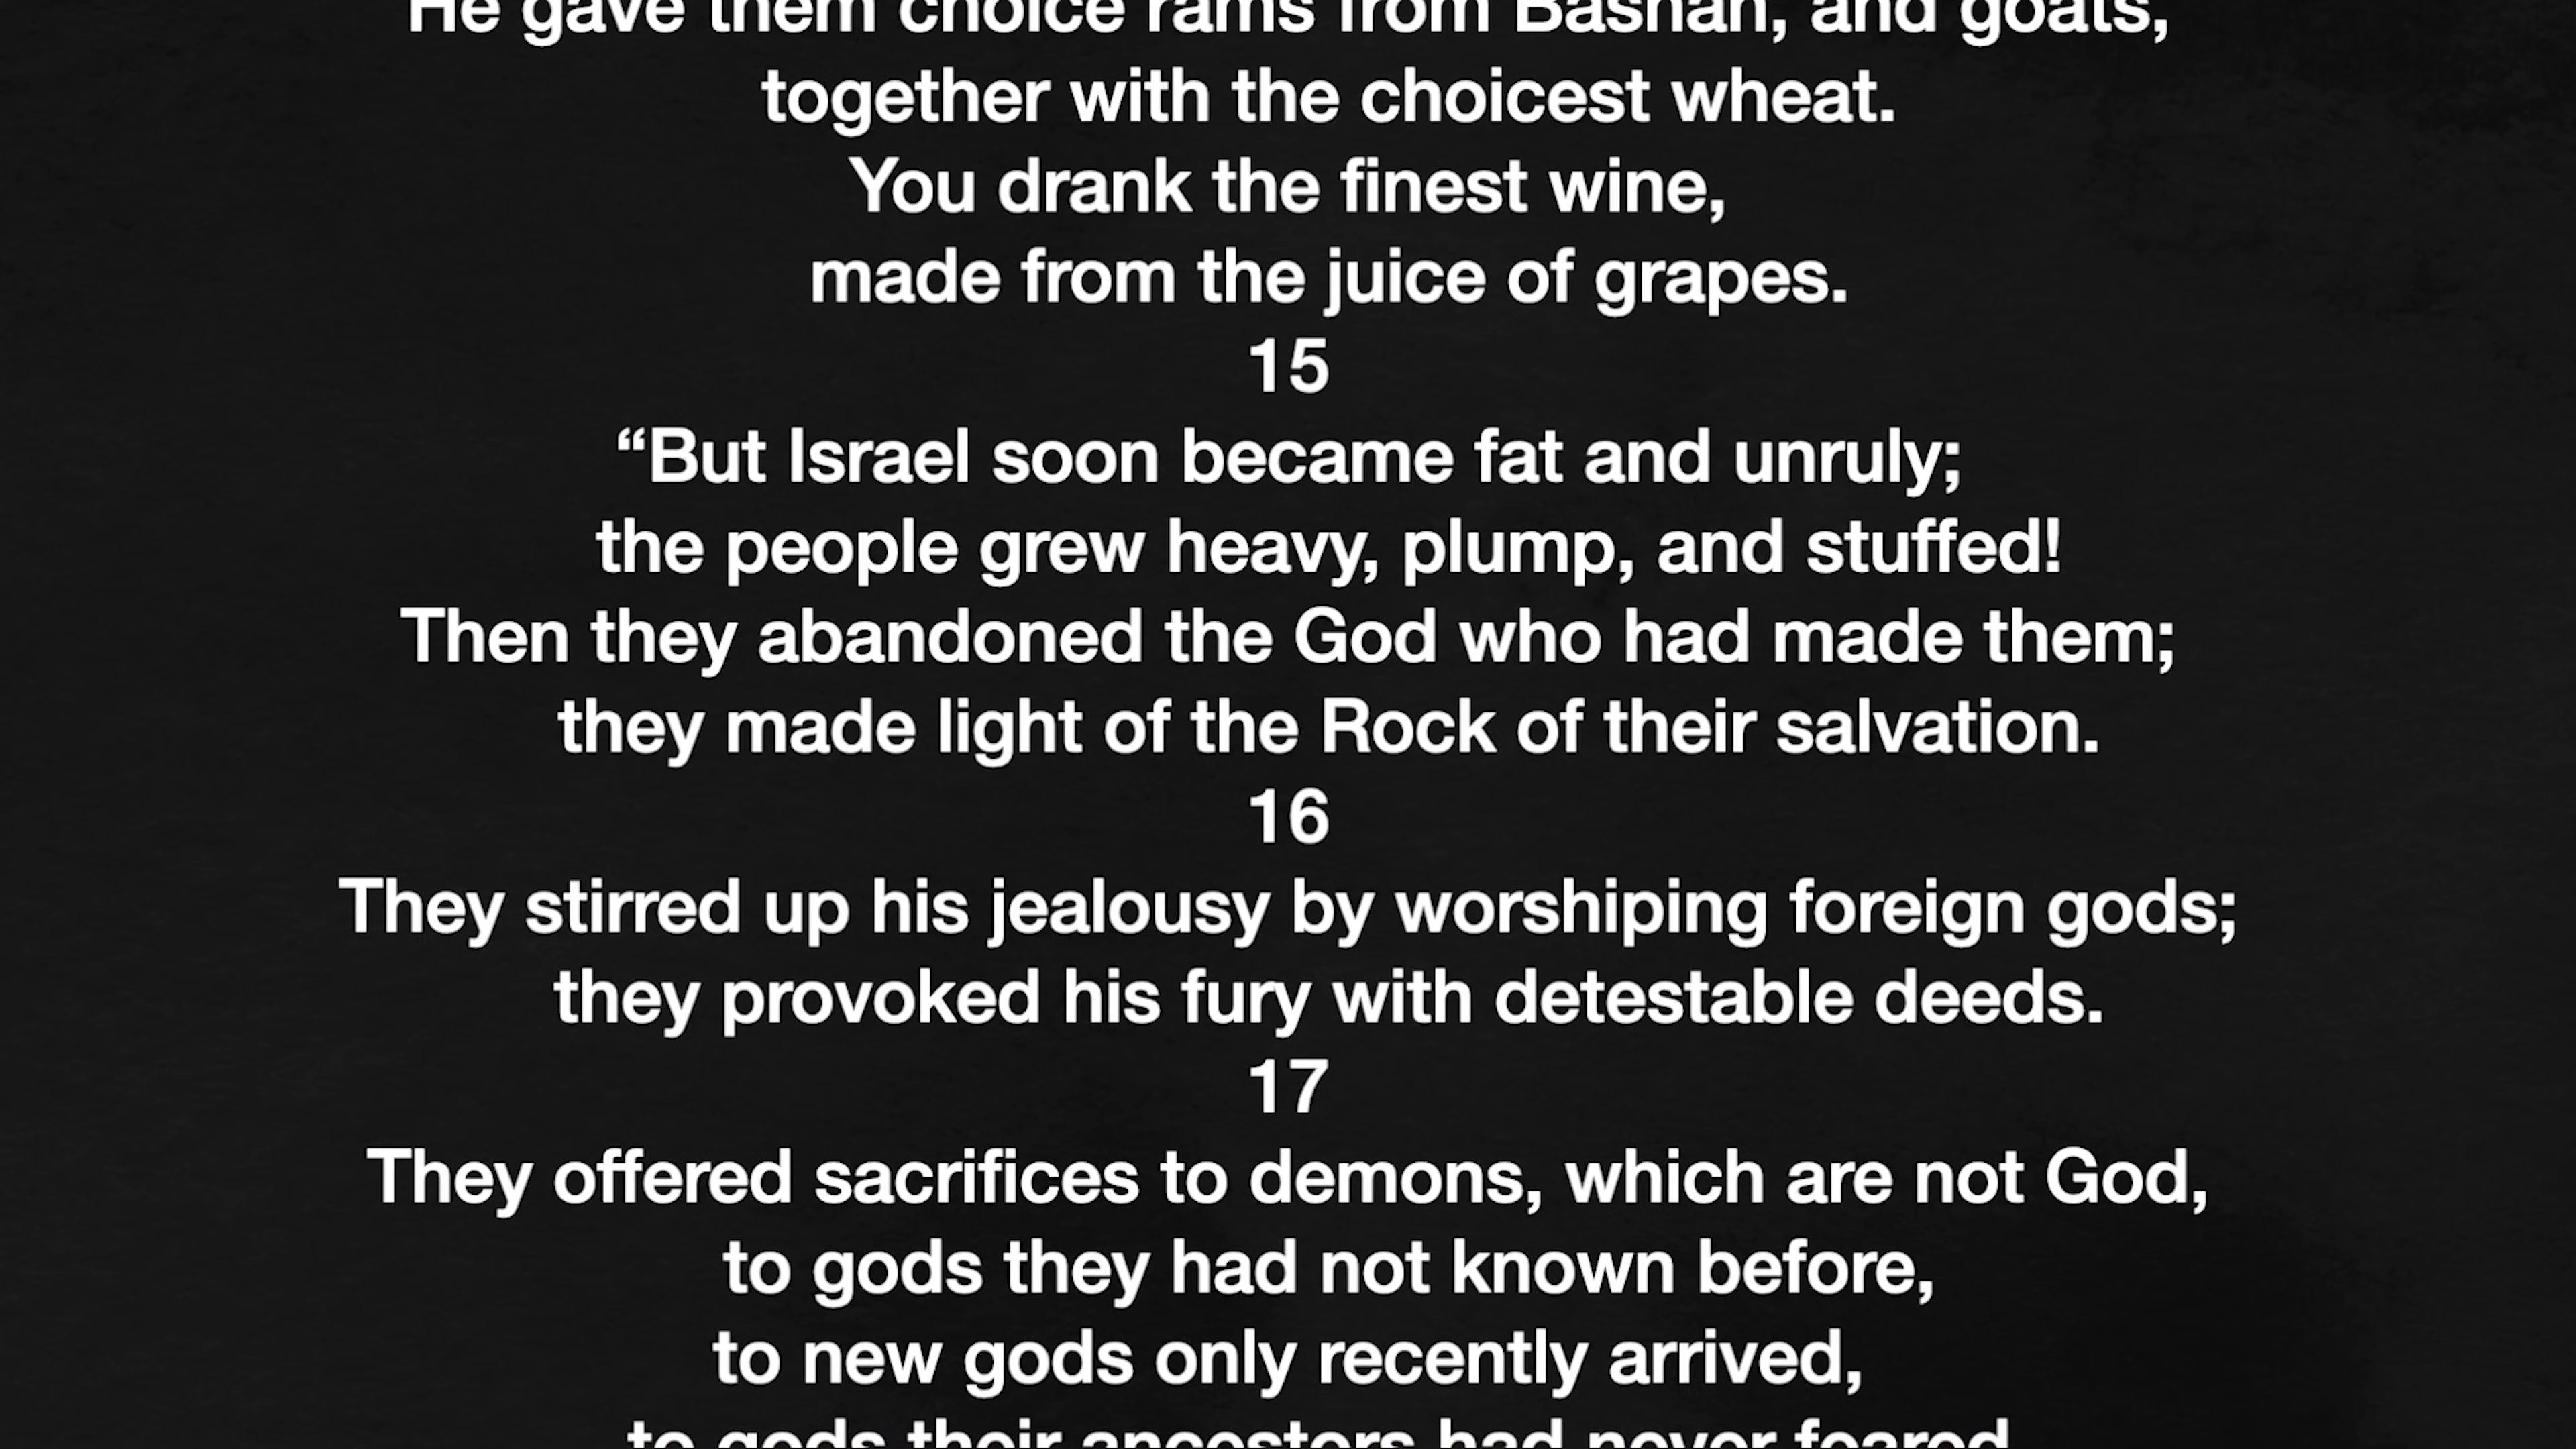 He gave them choice rams from Bashan, and goats,
together with the choicest wheat.
You drank the finest wine,
made from the juice of grapes.
15
“But Israel soon became fat and unruly;
the people grew heavy, plump, and stuffed!
Then they abandoned the God who had made them;
they made light of the Rock of their salvation.
16
They stirred up his jealousy by worshiping foreign gods;
they provoked his fury with detestable deeds.
17
They offered sacrifices to demons, which are not God,
to gods they had not known before,
to new gods only recently arrived,
to gods their ancestors had never feared